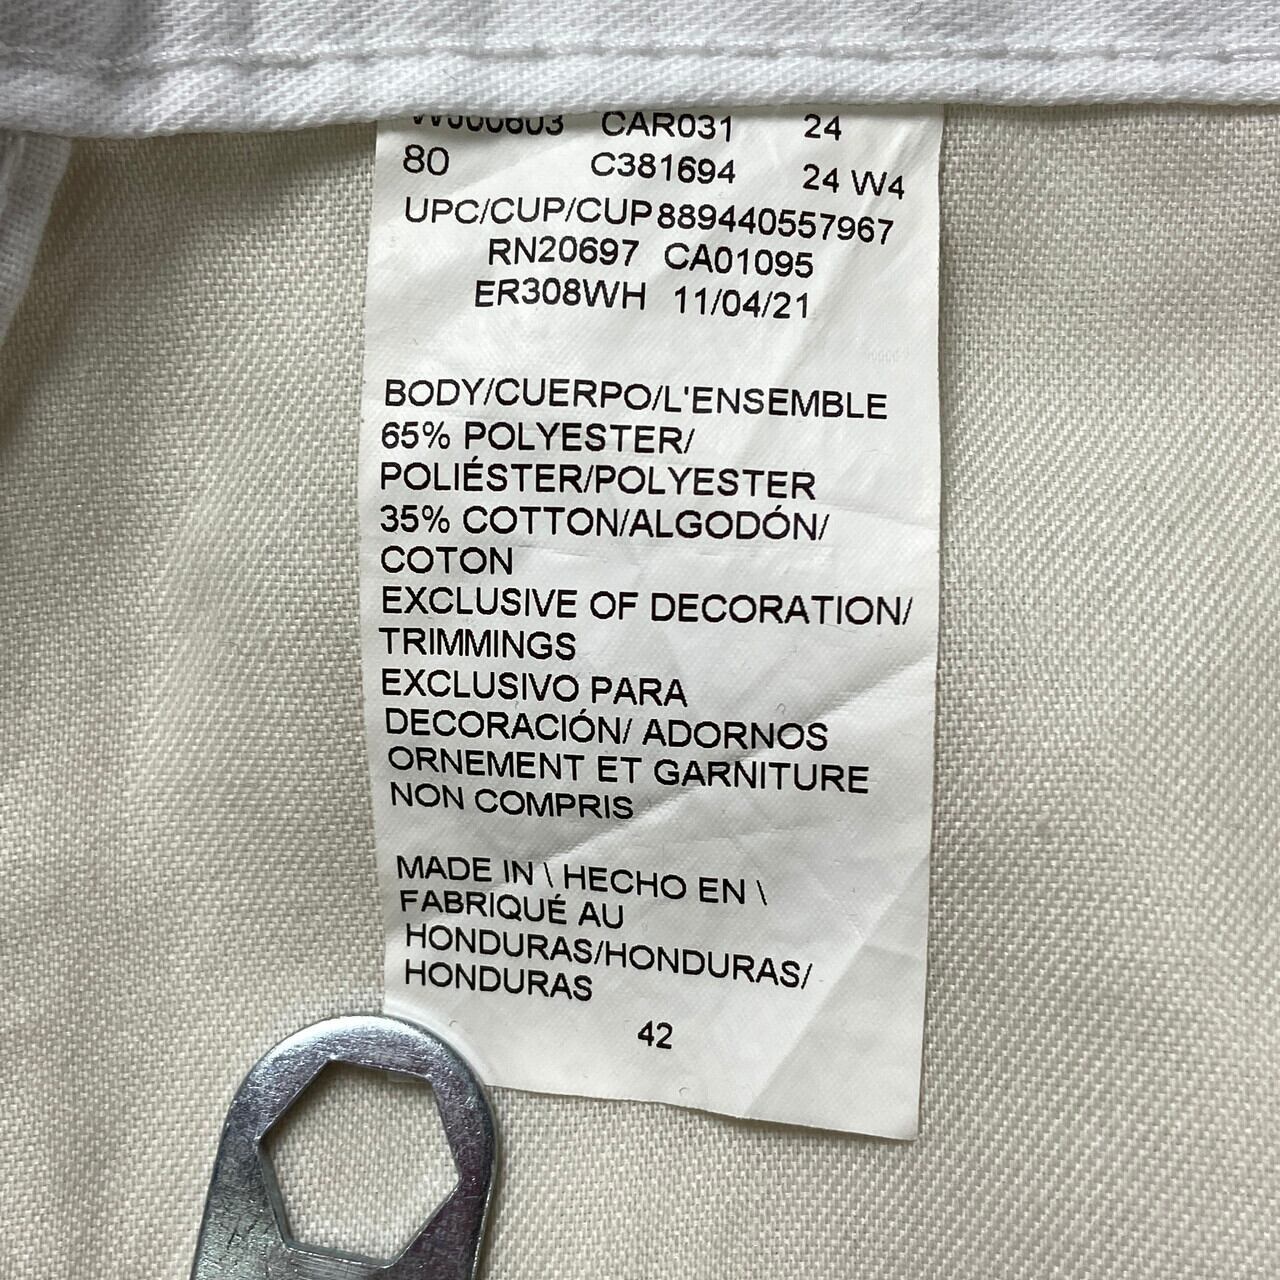 CAR031 24
80 C381694 24 W4
UPC/CUP/CUP 889440557967
RN20697 CA01095
ER308WH 11/04/21
BODY/CUERPO/L'ENSEMBLE
65% POLYESTER/
POLIÉSTER/POLYESTER
35% COTTON/ALGODÓN/
COTON
EXCLUSIVE OF DECORATION/
TRIMMINGS
EXCLUSIVO PARA
DECORACIÓN/ ADORNOS
ORNEMENT ET GARNITURE
NON COMPRIS
MADE IN \ HECHO EN \
FABRIQUÉ AU
HONDURAS/HONDURAS/
HONDURAS
42